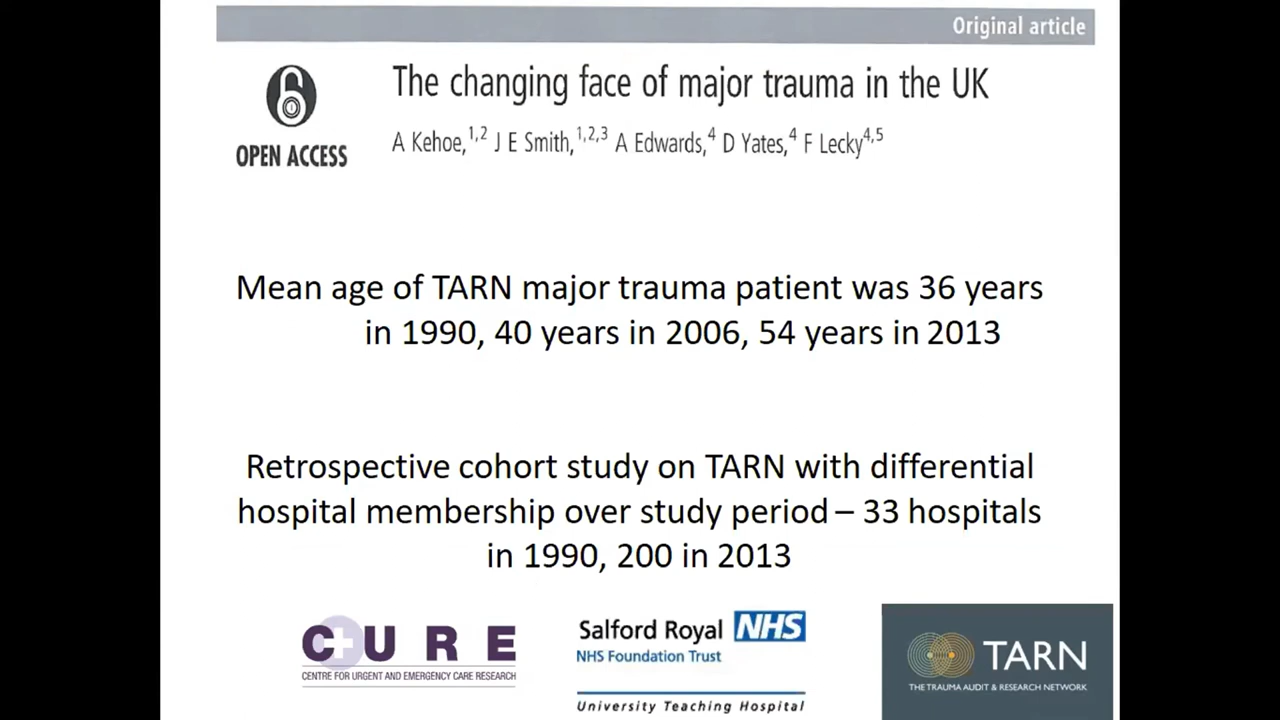 Original article
The changing face of major trauma in the UK
OPEN ACCESS
A Kehoe,1,2 J E Smith,1,2,3 A Edwards,4 D Yates,4 F Lecky4,5
Mean age of TARN major trauma patient was 36 years
in 1990, 40 years in 2006, 54 years in 2013
Retrospective cohort study on TARN with differential
hospital membership over study period – 33 hospitals
in 1990, 200 in 2013
CURE
CENTRE FOR URGENT AND EMERGENCY CARE RESEARCH
Salford Royal NHS
NHS Foundation Trust
University Teaching Hospital
TARN
THE TRAUMA AUDIT & RESEARCH NETWORK